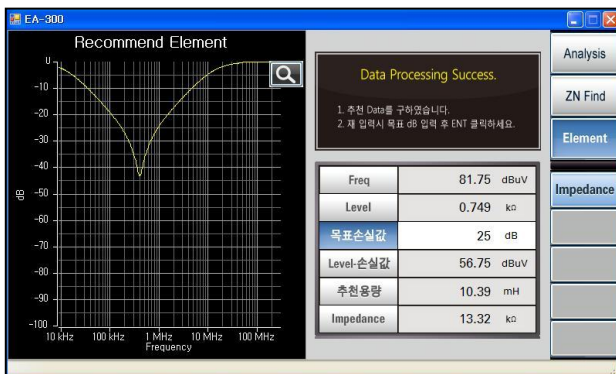 EA-300
Recommend Element
0
-10
-20
-30
-40
-50
-60
-70
-80
-90
-100
dB
10 kHz 100 kHz 1 MHz 10 MHz 100 MHz
Frequency
Data Processing Success.
1. 추천 Data를 구하였습니다.
2. 재 입력시 목표 dB 입력 후 ENT 클릭하세요.
Freq 81.75 dBuV
Level 0.749 kΩ
목표손실값 25 dB
Level-손실값 56.75 dBuV
추천용량 10.39 mH
Impedance 13.32 kΩ
Analysis
ZN Find
Element
Impedance